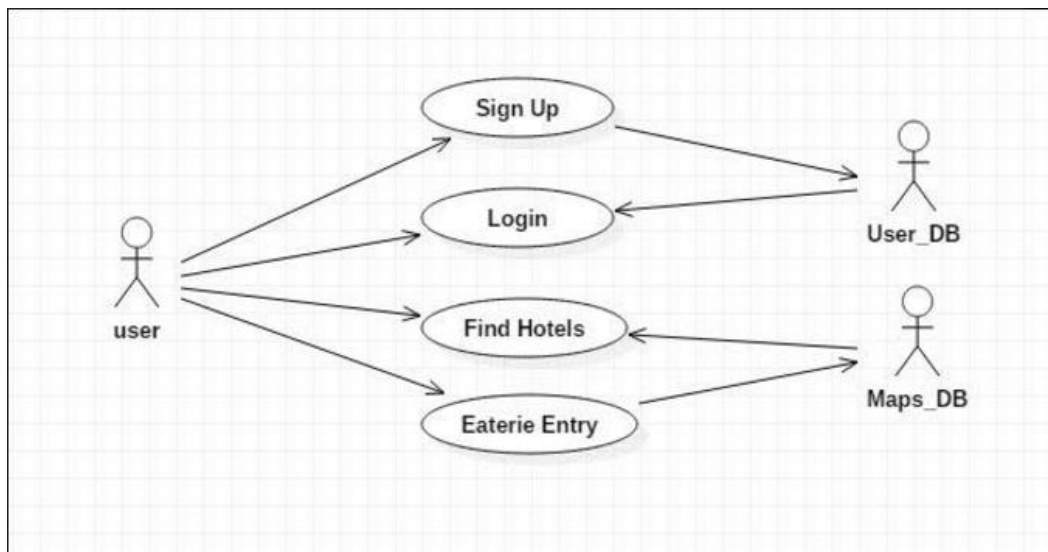 Sign Up
Login
User_DB
user
Find Hotels
Maps_DB
Eaterie Entry